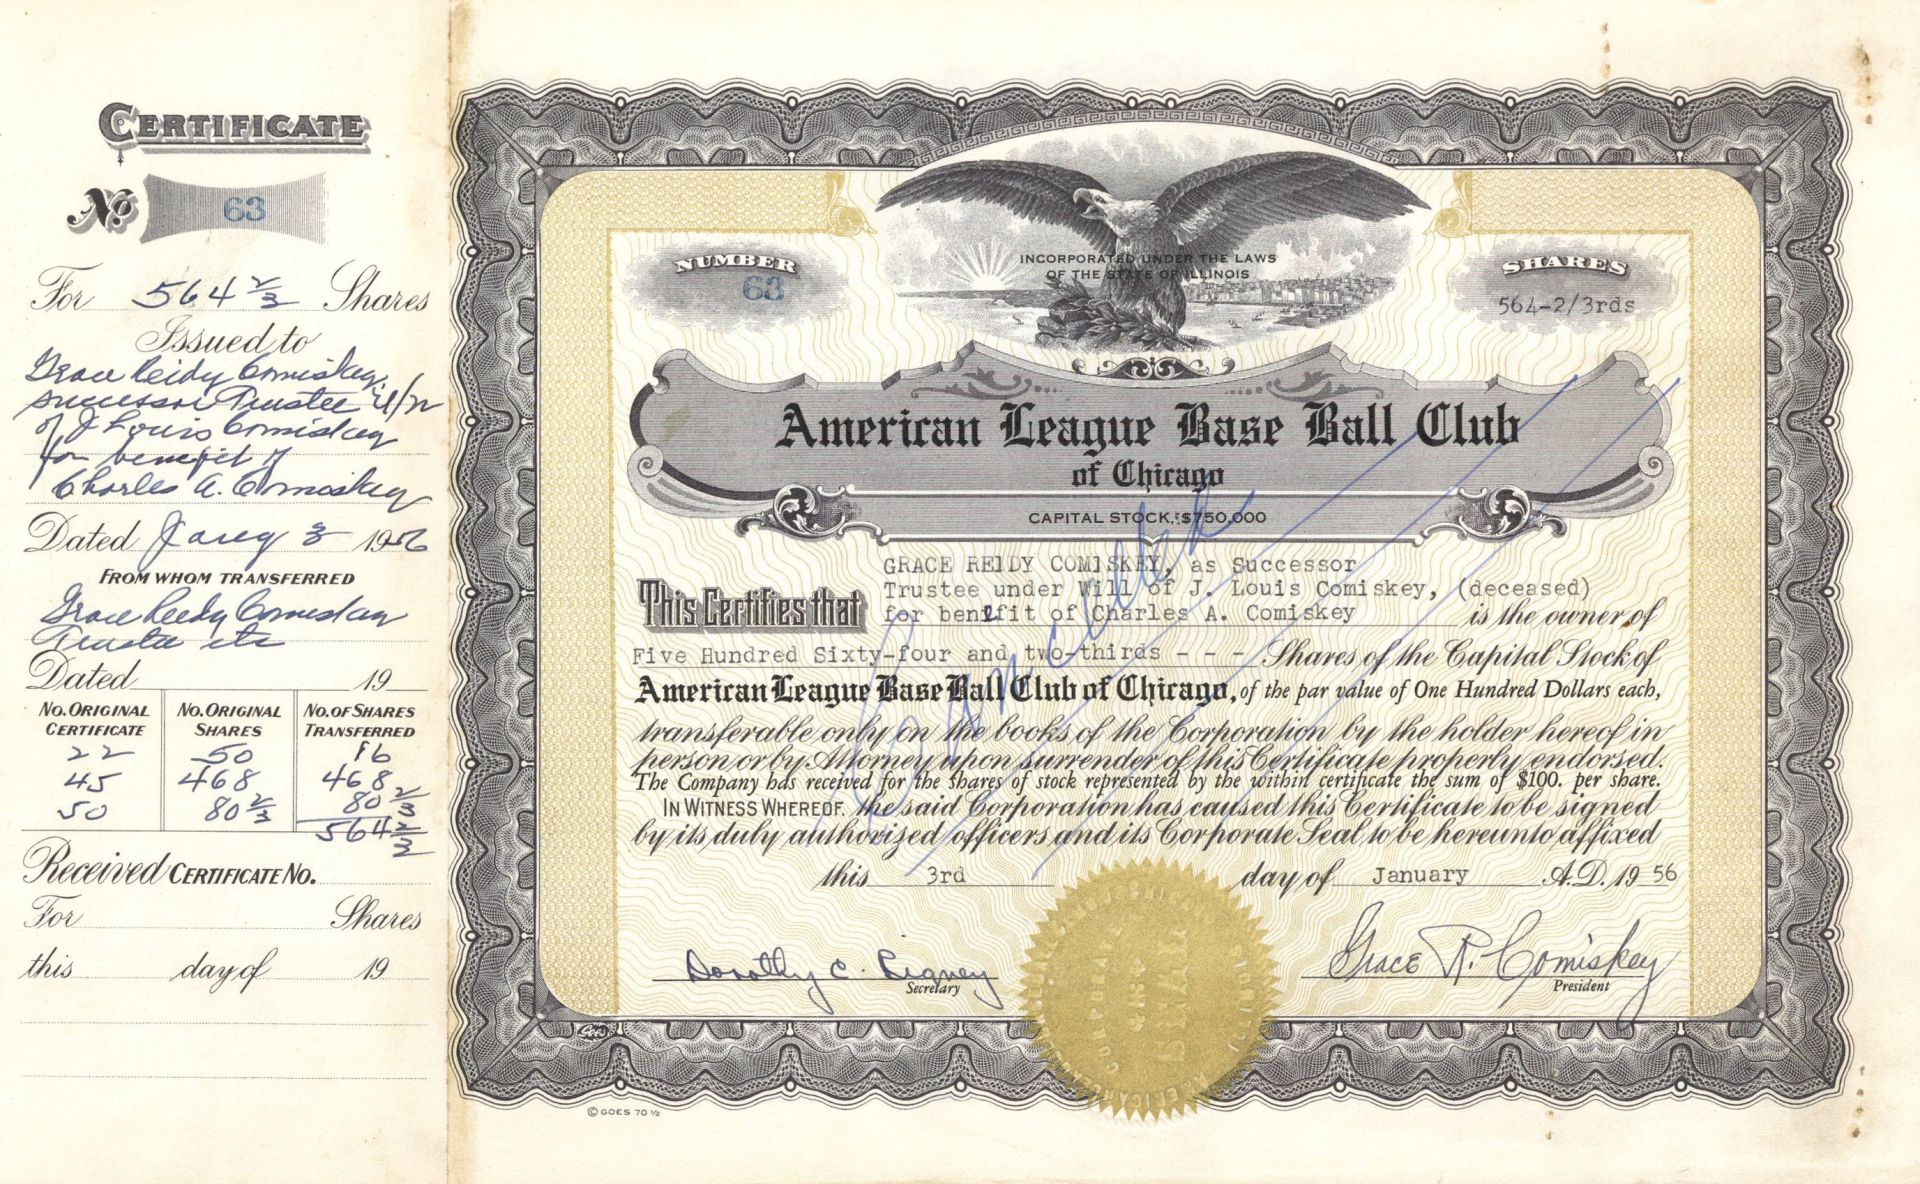 CERTIFICATE
No. 63
For 564 2/3 Shares
Issued to
Grace Reidy Comiskey,
successor Trustee u/w
of J Louis Comiskey
for benefit of
Charles A. Comiskey
Dated Jany 3 1956
FROM WHOM TRANSFERRED
Grace Reidy Comiskey
Trustee etc
Dated 19
NO. ORIGINAL CERTIFICATE NO. ORIGINAL SHARES NO. OF SHARES TRANSFERRED
22 50 16
45 468 468
50 80 2/3 80 2/3
564 2/3
Received CERTIFICATE NO.
For Shares
this day of 19
NUMBER
63
INCORPORATED UNDER THE LAWS
OF THE STATE OF ILLINOIS
SHARES
564-2/3rds
American League Base Ball Club
of Chicago
CAPITAL STOCK, $750,000
Cancelled
GRACE REIDY COMISKEY, as Successor
Trustee under Will of J. Louis Comiskey, (deceased)
This Certifies that for benefit of Charles A. Comiskey is the owner of
Five Hundred Sixty-four and two-thirds - - - Shares of the Capital Stock of
American League Base Ball Club of Chicago, of the par value of One Hundred Dollars each,
transferable only on the books of the Corporation by the holder hereof in
person or by Attorney upon surrender of this Certificate properly endorsed.
The Company has received for the shares of stock represented by the within certificate the sum of $100. per share.
IN WITNESS WHEREOF, the said Corporation has caused this Certificate to be signed
by its duly authorized officers and its Corporate Seal to be hereunto affixed
this 3rd day of January A.D. 1956
Dorothy C. Rigney
Secretary
Grace R. Comiskey
President
CORPORATE
SEAL
GOES
© GOES 70 1/2